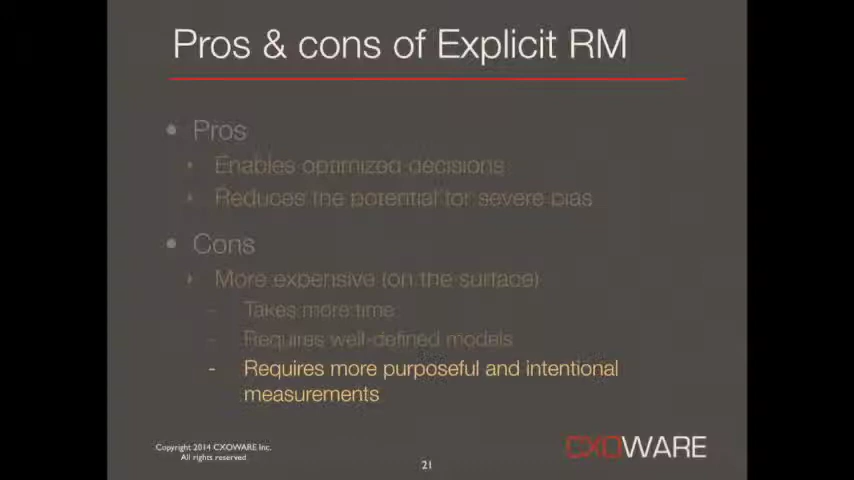 Pros & cons of Explicit RM
• Pros
• Enables optimized decisions
• Reduces the potential for severe bias
• Cons
• More expensive (on the surface)
- Takes more time
- Requires well-defined models
- Requires more purposeful and intentional
measurements
Copyright 2014 CXOWARE Inc.
All rights reserved
21
CXOWARE